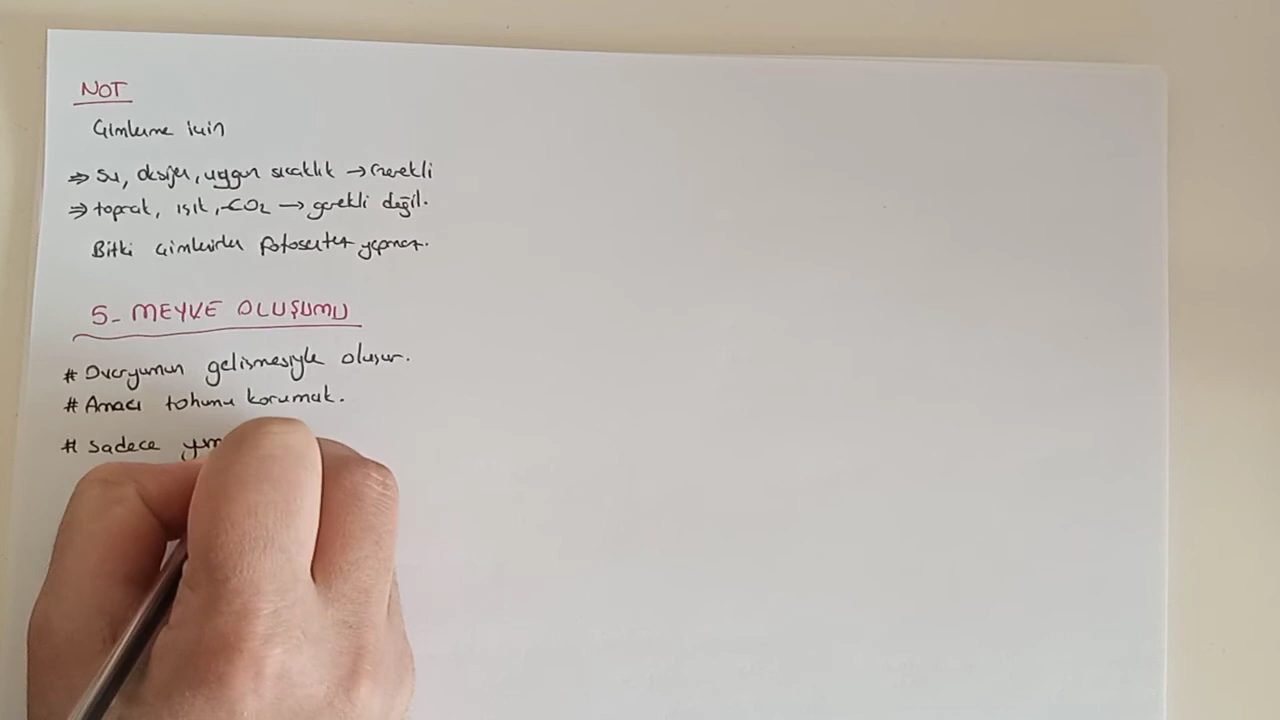 NOT
Çimlenme için
⇒ Su, oksijen, uygun sıcaklık → Gerekli
⇒ toprak, ışık, CO2 → gerekli değil.
Bitki çimlenirken fotosentez yapmaz.
5- MEYVE OLUŞUMU
# Ovaryumun gelişmesiyle oluşur.
# Amacı tohumu korumak.
# Sadece